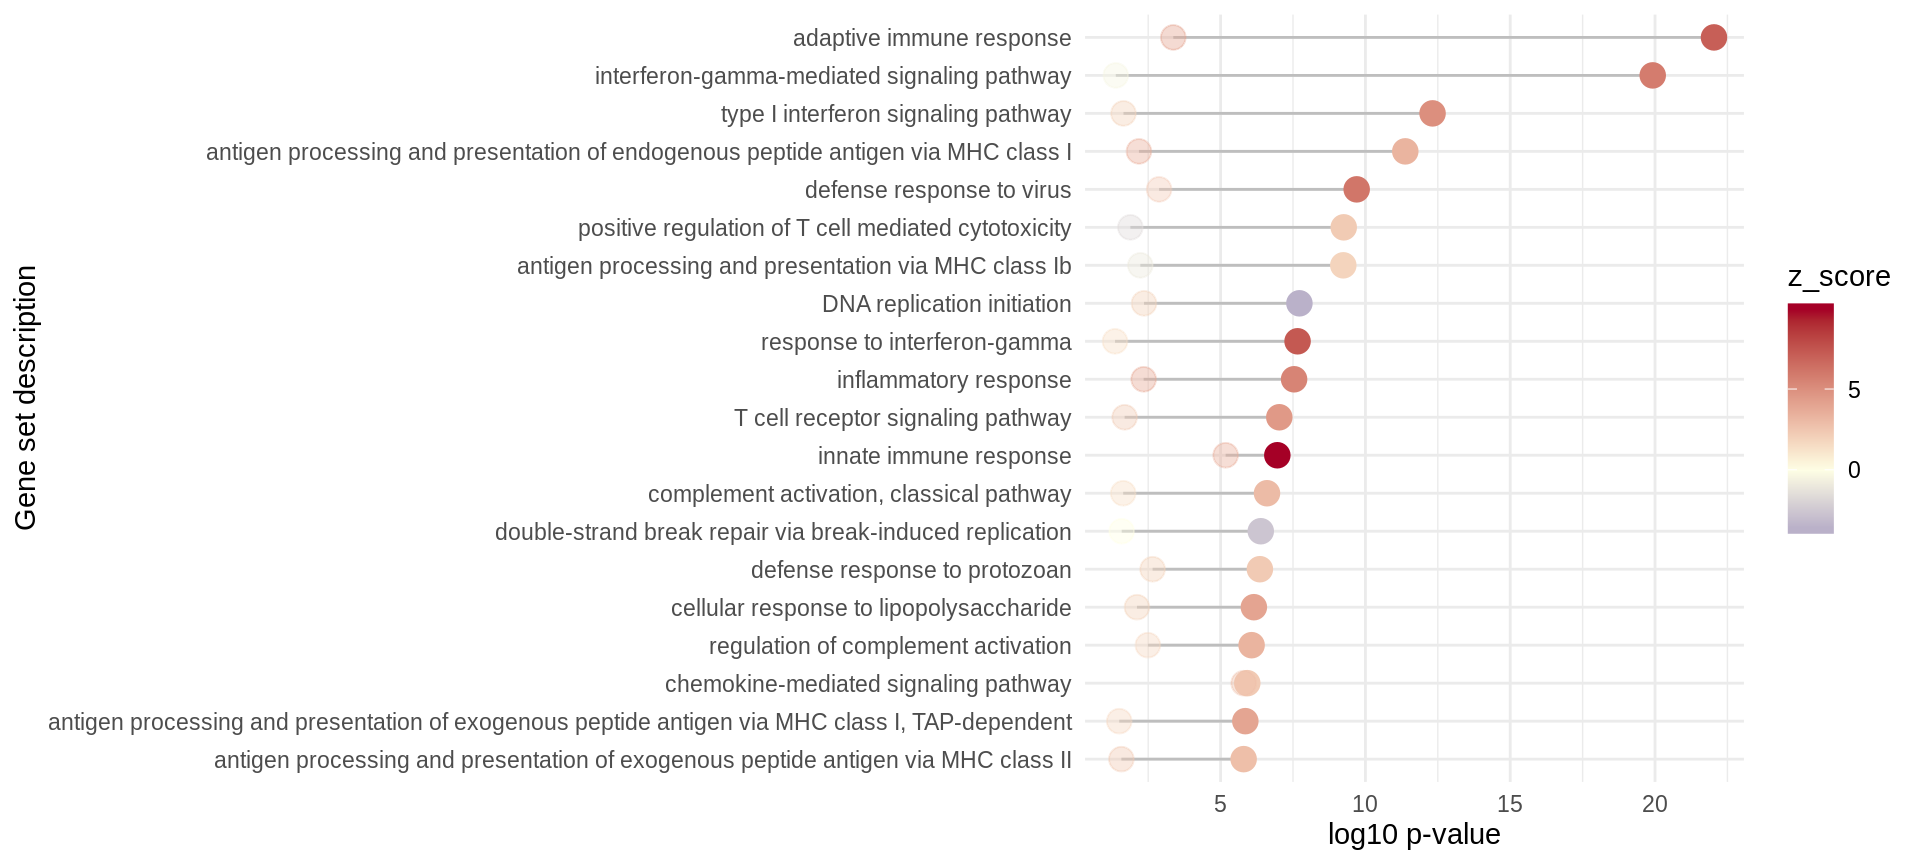 adaptive immune response
interferon-gamma-mediated signaling pathway
type I interferon signaling pathway
antigen processing and presentation of endogenous peptide antigen via MHC class I
defense response to virus
positive regulation of T cell mediated cytotoxicity
antigen processing and presentation via MHC class Ib
DNA replication initiation
response to interferon-gamma
inflammatory response
T cell receptor signaling pathway
innate immune response
complement activation, classical pathway
double-strand break repair via break-induced replication
defense response to protozoan
cellular response to lipopolysaccharide
regulation of complement activation
chemokine-mediated signaling pathway
antigen processing and presentation of exogenous peptide antigen via MHC class I, TAP-dependent
antigen processing and presentation of exogenous peptide antigen via MHC class II
Gene set description
5 10 15 20
log10 p-value
z_score
5
0